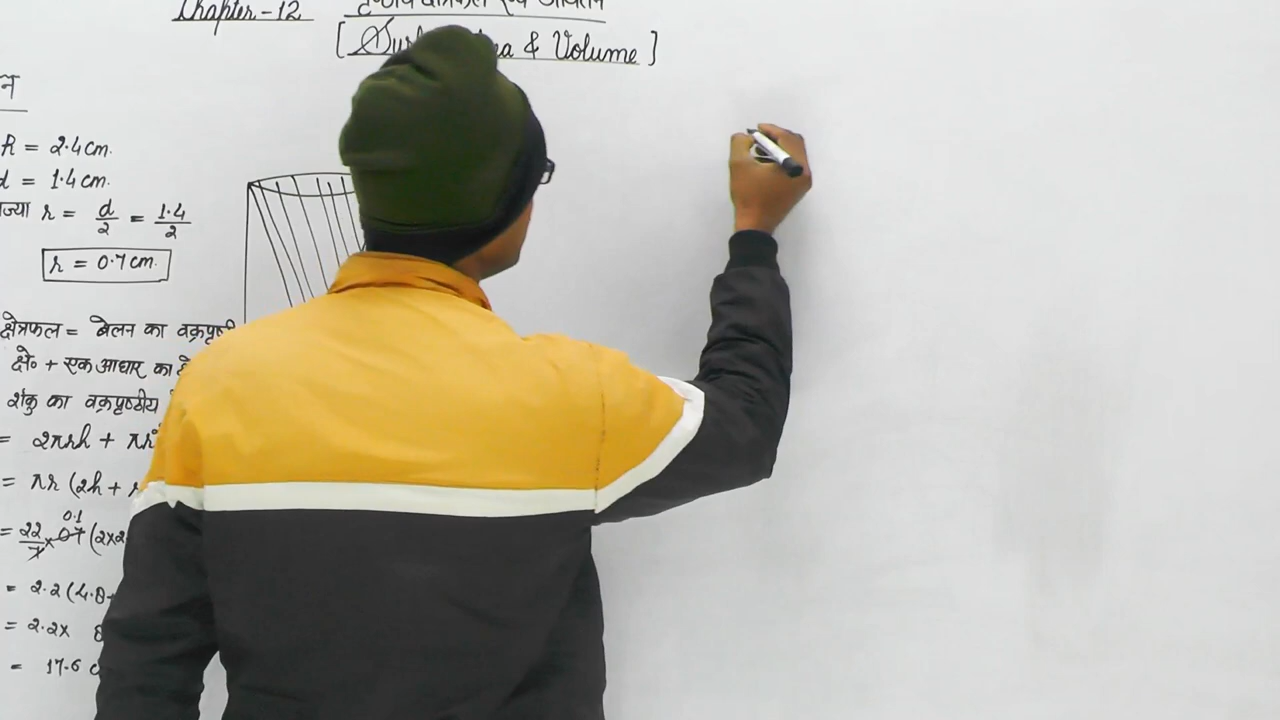 Chapter-12
& Volume]
न
h = 2.4 cm.
d = 1.4 cm.
r = d/2 = 1.4/2
r = 0.7 cm.
क्षेत्रफल = बेलन का वक्रपृष्ठी
क्षे० + एक आधार का
शंकु का वक्रपृष्ठीय
= 2πrh + πr
= πr (2h +
0.1
= 22/7 × 0.7 (2×2
= 2.2 (4.8+
= 2.2× 8
= 17.6